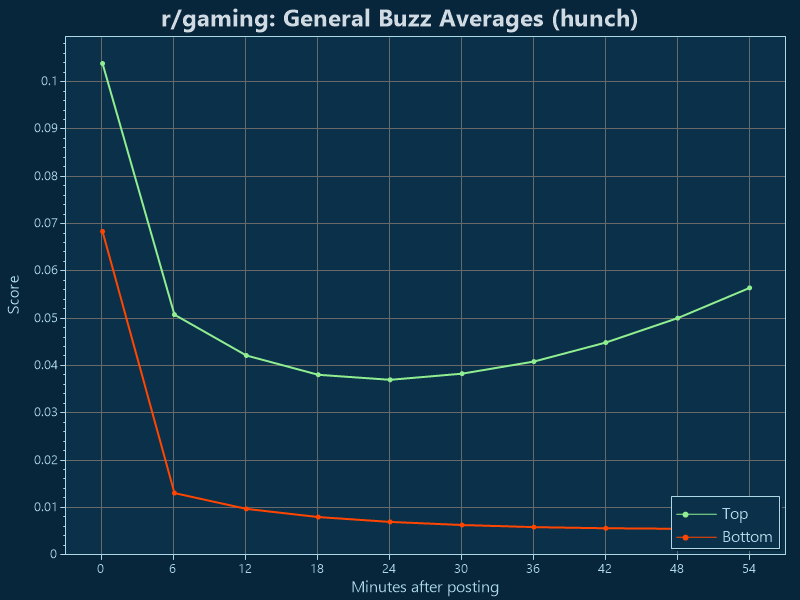 r/gaming: General Buzz Averages (hunch)
0.1
0.09
0.08
0.07
0.06
0.05
0.04
0.03
0.02
0.01
0
Score
0 6 12 18 24 30 36 42 48 54
Minutes after posting
Top
Bottom